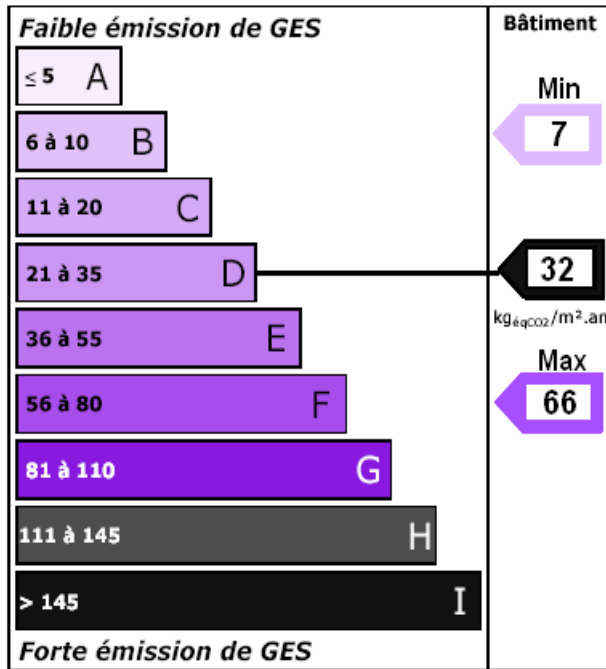 Faible émission de GES
Bâtiment
≤ 5 A
Min
6 à 10 B
7
11 à 20 C
21 à 35 D
32
kgéqCO2/m².an
36 à 55 E
Max
56 à 80 F
66
81 à 110 G
111 à 145 H
> 145 I
Forte émission de GES